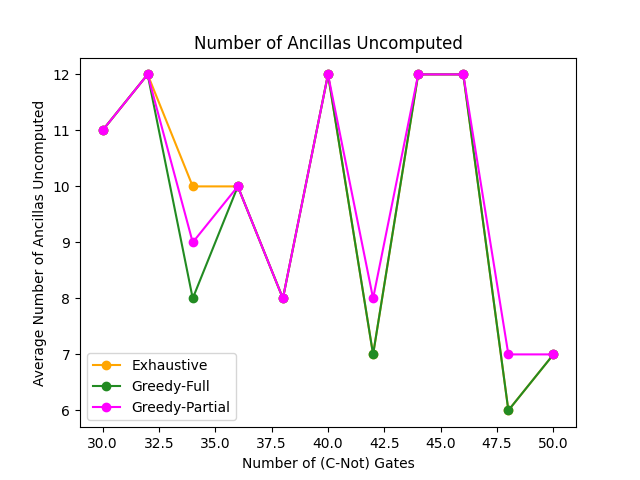 Number of Ancillas Uncomputed
Average Number of Ancillas Uncomputed
12
11
10
9
8
7
6
Exhaustive
Greedy-Full
Greedy-Partial
30.0 32.5 35.0 37.5 40.0 42.5 45.0 47.5 50.0
Number of (C-Not) Gates